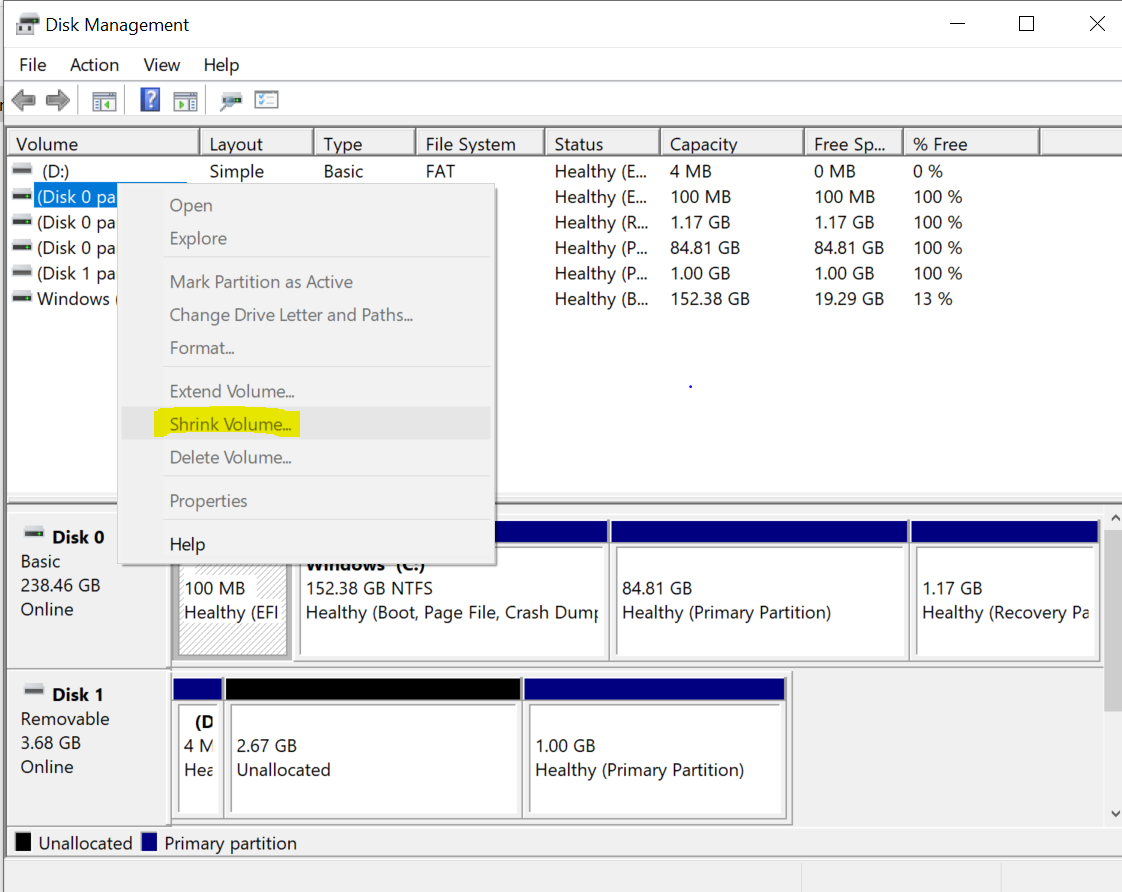 Disk Management
File Action View Help
Volume Layout Type File System Status Capacity Free Sp... % Free
(D:) Simple Basic FAT Healthy (E... 4 MB 0 MB 0 %
(Disk 0 pa Healthy (E... 100 MB 100 MB 100 %
(Disk 0 pa Healthy (R... 1.17 GB 1.17 GB 100 %
(Disk 0 pa Healthy (P... 84.81 GB 84.81 GB 100 %
(Disk 1 pa Healthy (P... 1.00 GB 1.00 GB 100 %
Windows ( Healthy (B... 152.38 GB 19.29 GB 13 %
Open
Explore
Mark Partition as Active
Change Drive Letter and Paths...
Format...
Extend Volume...
Shrink Volume...
Delete Volume...
Properties
Help
Disk 0
Basic
238.46 GB
Online
100 MB
Healthy (EFI
Windows (C:)
152.38 GB NTFS
Healthy (Boot, Page File, Crash Dump
84.81 GB
Healthy (Primary Partition)
1.17 GB
Healthy (Recovery Pa
Disk 1
Removable
3.68 GB
Online
(D
4 M
Hea
2.67 GB
Unallocated
1.00 GB
Healthy (Primary Partition)
Unallocated Primary partition